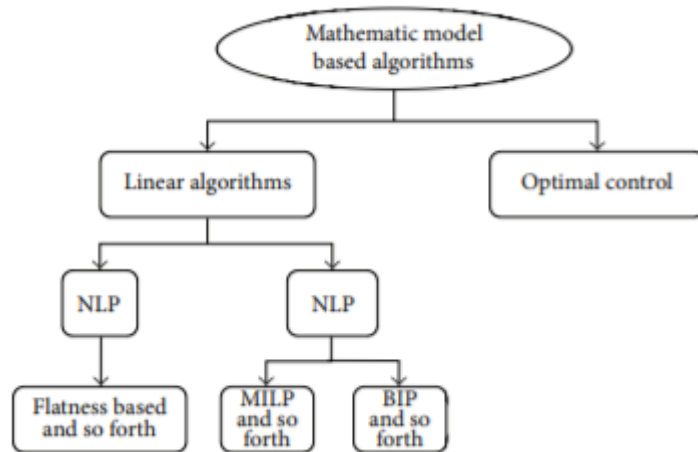 Mathematic model
based algorithms
Linear algorithms
Optimal control
NLP
NLP
Flatness based
and so forth
MILP
and so
forth
BIP
and so
forth